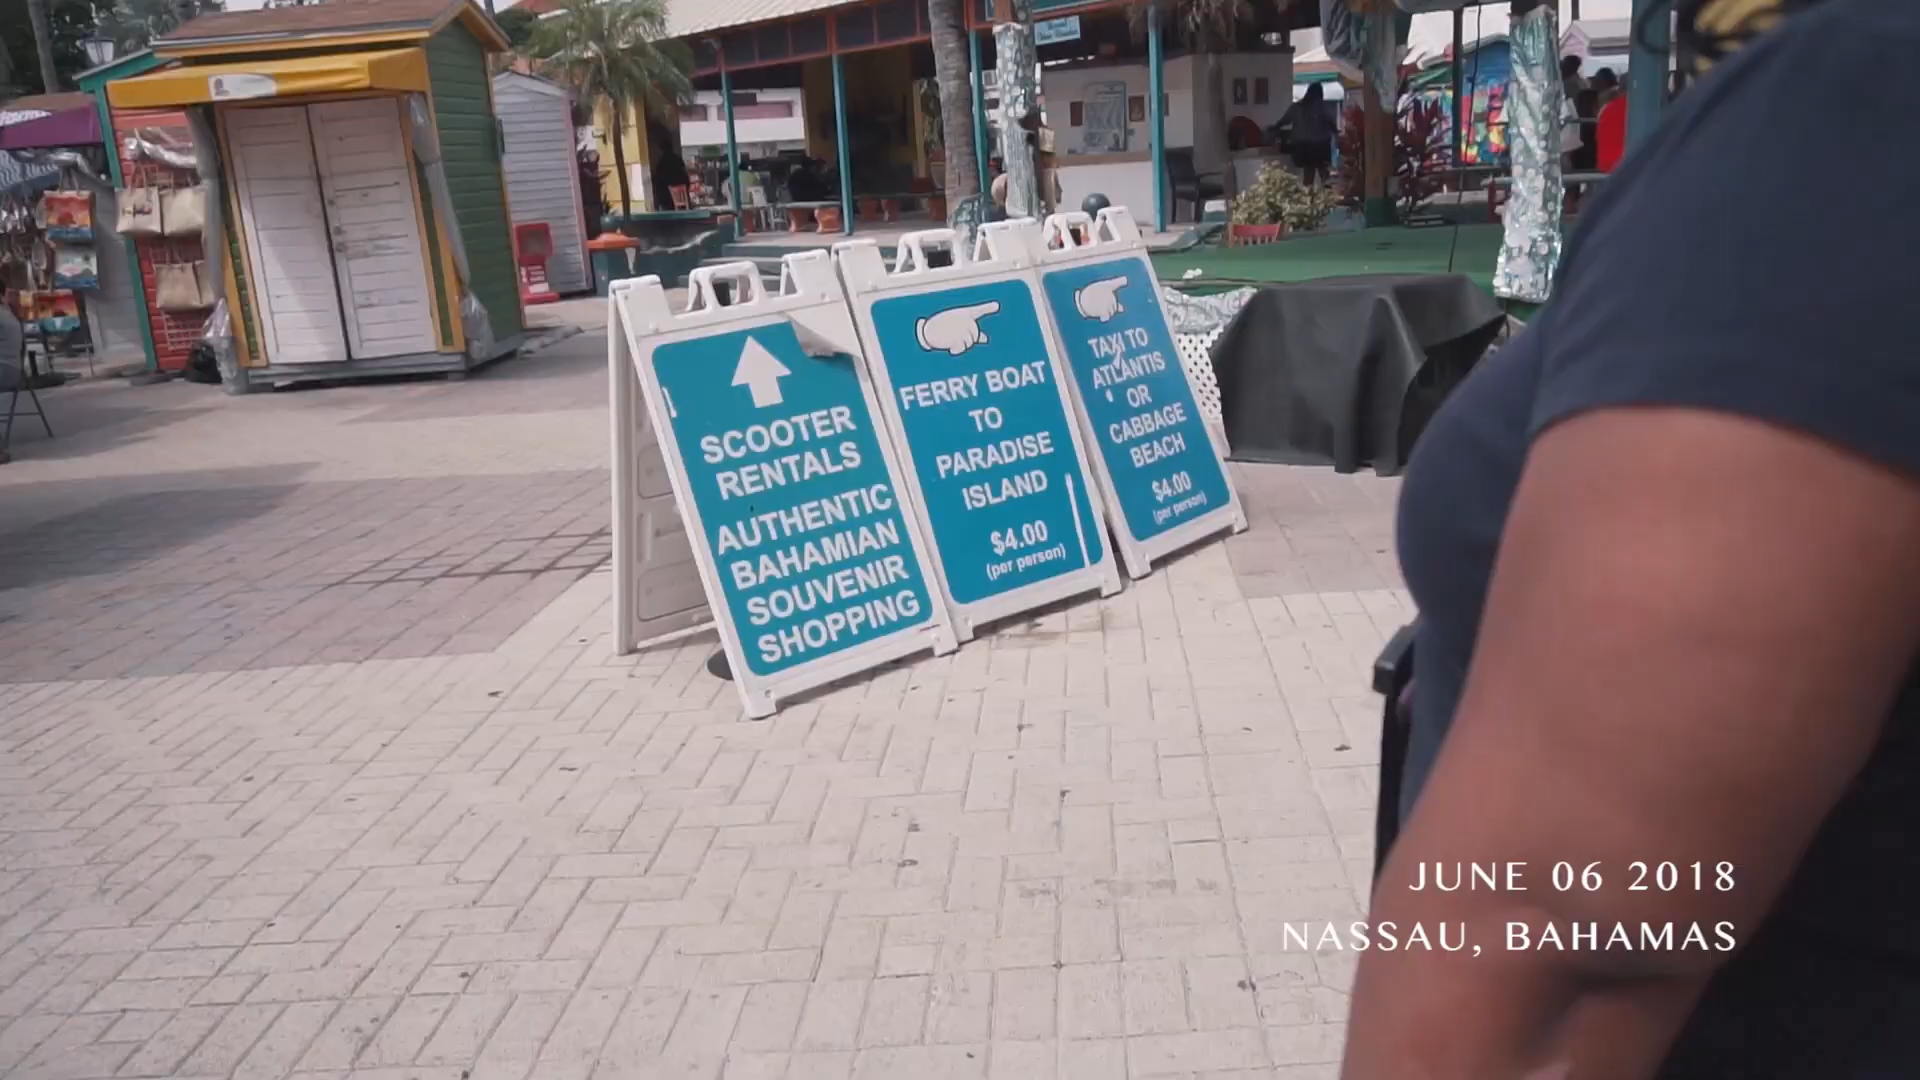 SCOOTER
RENTALS
AUTHENTIC
BAHAMIAN
SOUVENIR
SHOPPING
FERRY BOAT
TO
PARADISE
ISLAND
$4.00
(per person)
TAXI TO
ATLANTIS
OR
CABBAGE
BEACH
$4.00
(per person)
JUNE 06 2018
NASSAU, BAHAMAS